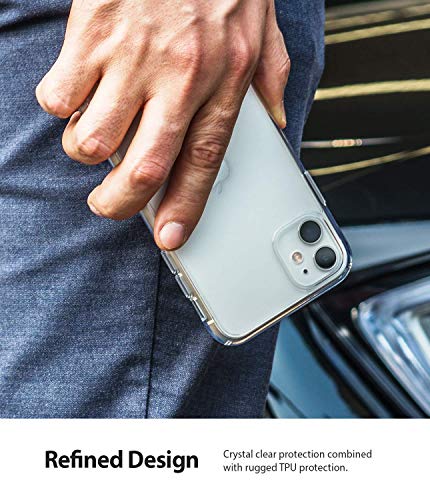 Refined Design
Crystal clear protection combined
with rugged TPU protection.